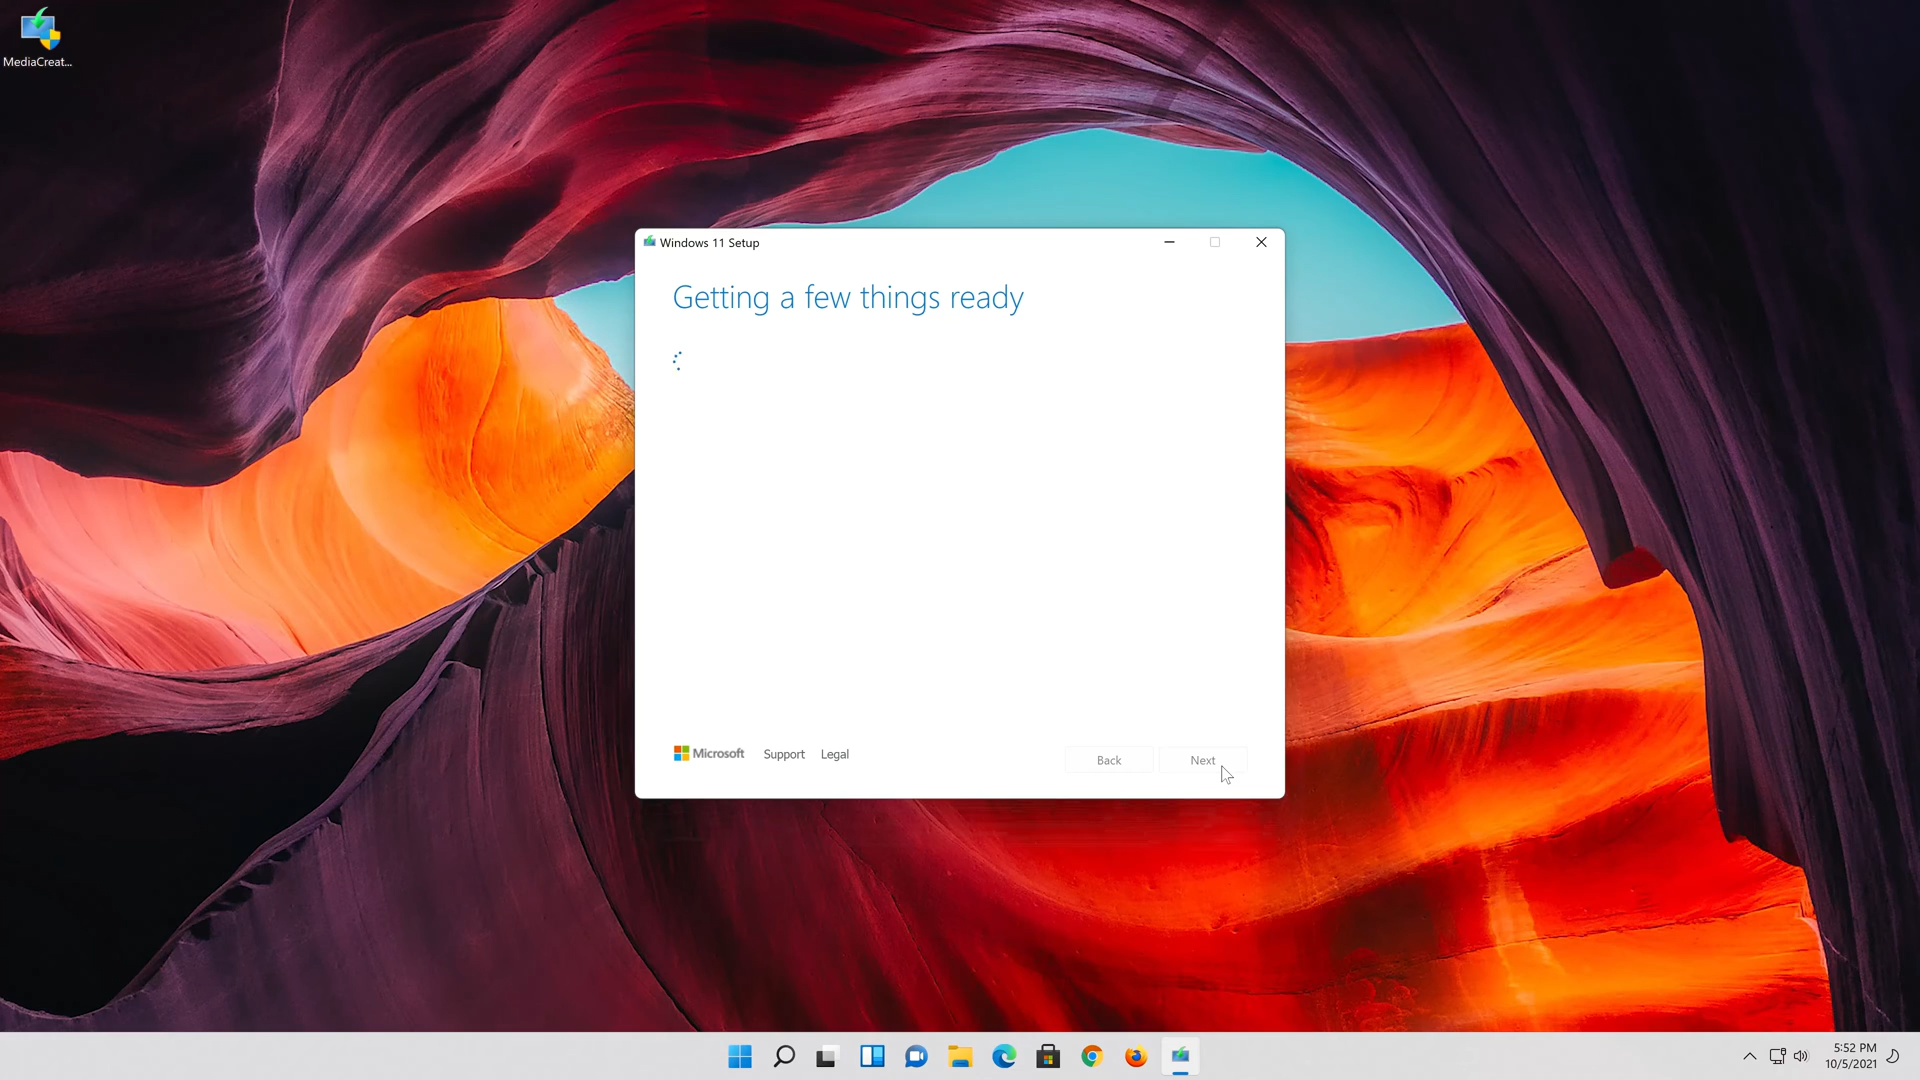 MediaCreat...
Windows 11 Setup
Getting a few things ready
Microsoft Support Legal
Back Next
5:52 PM
10/5/2021